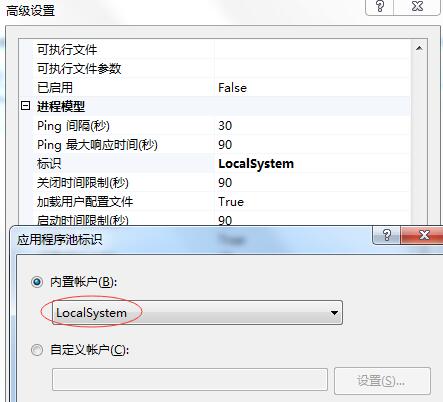 高级设置
可执行文件
可执行文件参数
已启用 False
进程模型
Ping 间隔(秒) 30
Ping 最大响应时间(秒) 90
标识 LocalSystem
关闭时间限制(秒) 90
加载用户配置文件 True
启动时间限制(秒) 90
应用程序池标识
内置帐户(B):
LocalSystem
自定义帐户(C):
设置(S)...